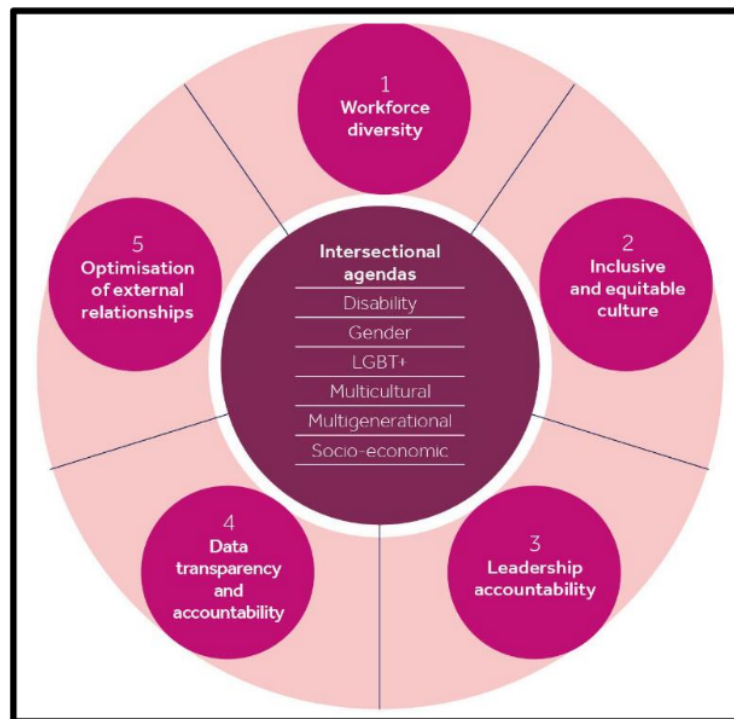 1
Workforce
diversity
2
Inclusive
and equitable
culture
3
Leadership
accountability
4
Data
transparency
and
accountability
5
Optimisation
of external
relationships
Intersectional
agendas
Disability
Gender
LGBT+
Multicultural
Multigenerational
Socio-economic